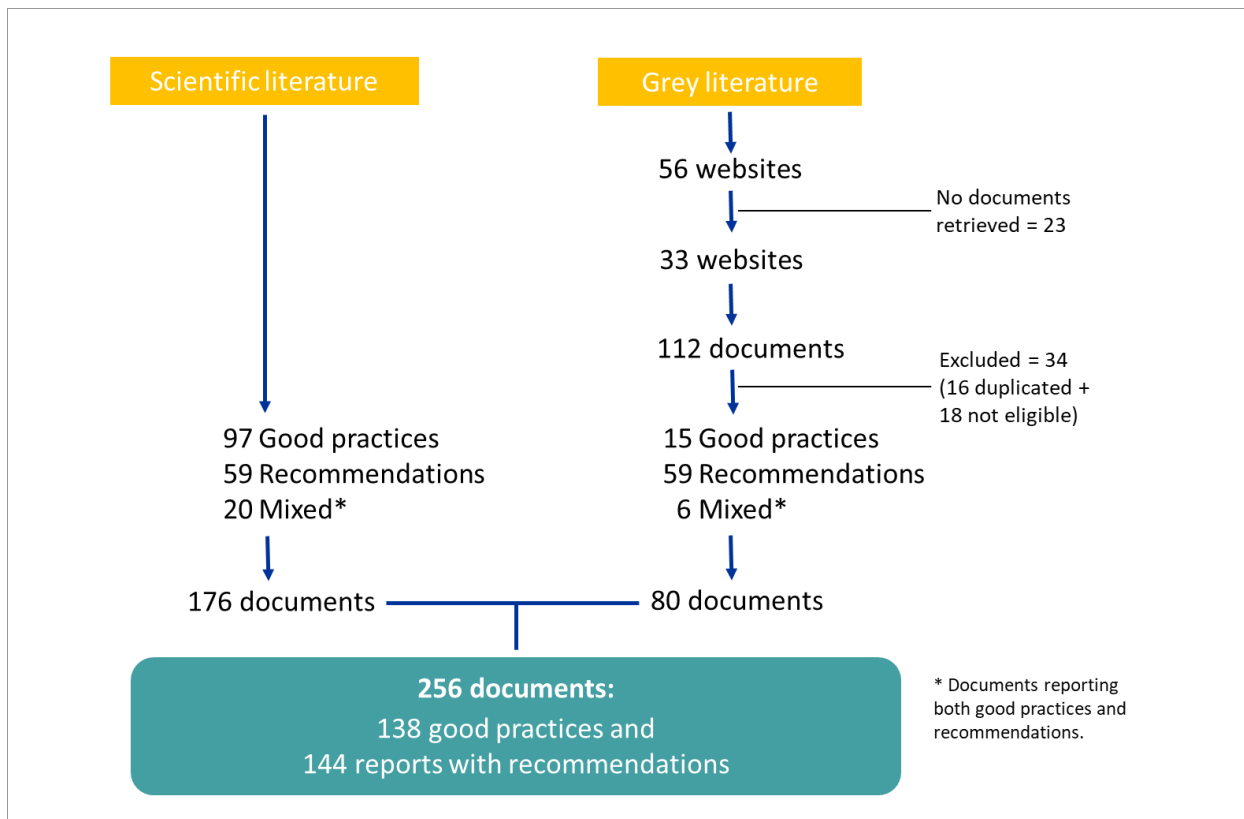 Scientific literature
Grey literature
56 websites
No documents
retrieved = 23
33 websites
112 documents
Excluded = 34
(16 duplicated +
18 not eligible)
97 Good practices
59 Recommendations
20 Mixed*
15 Good practices
59 Recommendations
6 Mixed*
176 documents
80 documents
256 documents:
138 good practices and
144 reports with recommendations
* Documents reporting
both good practices and
recommendations.